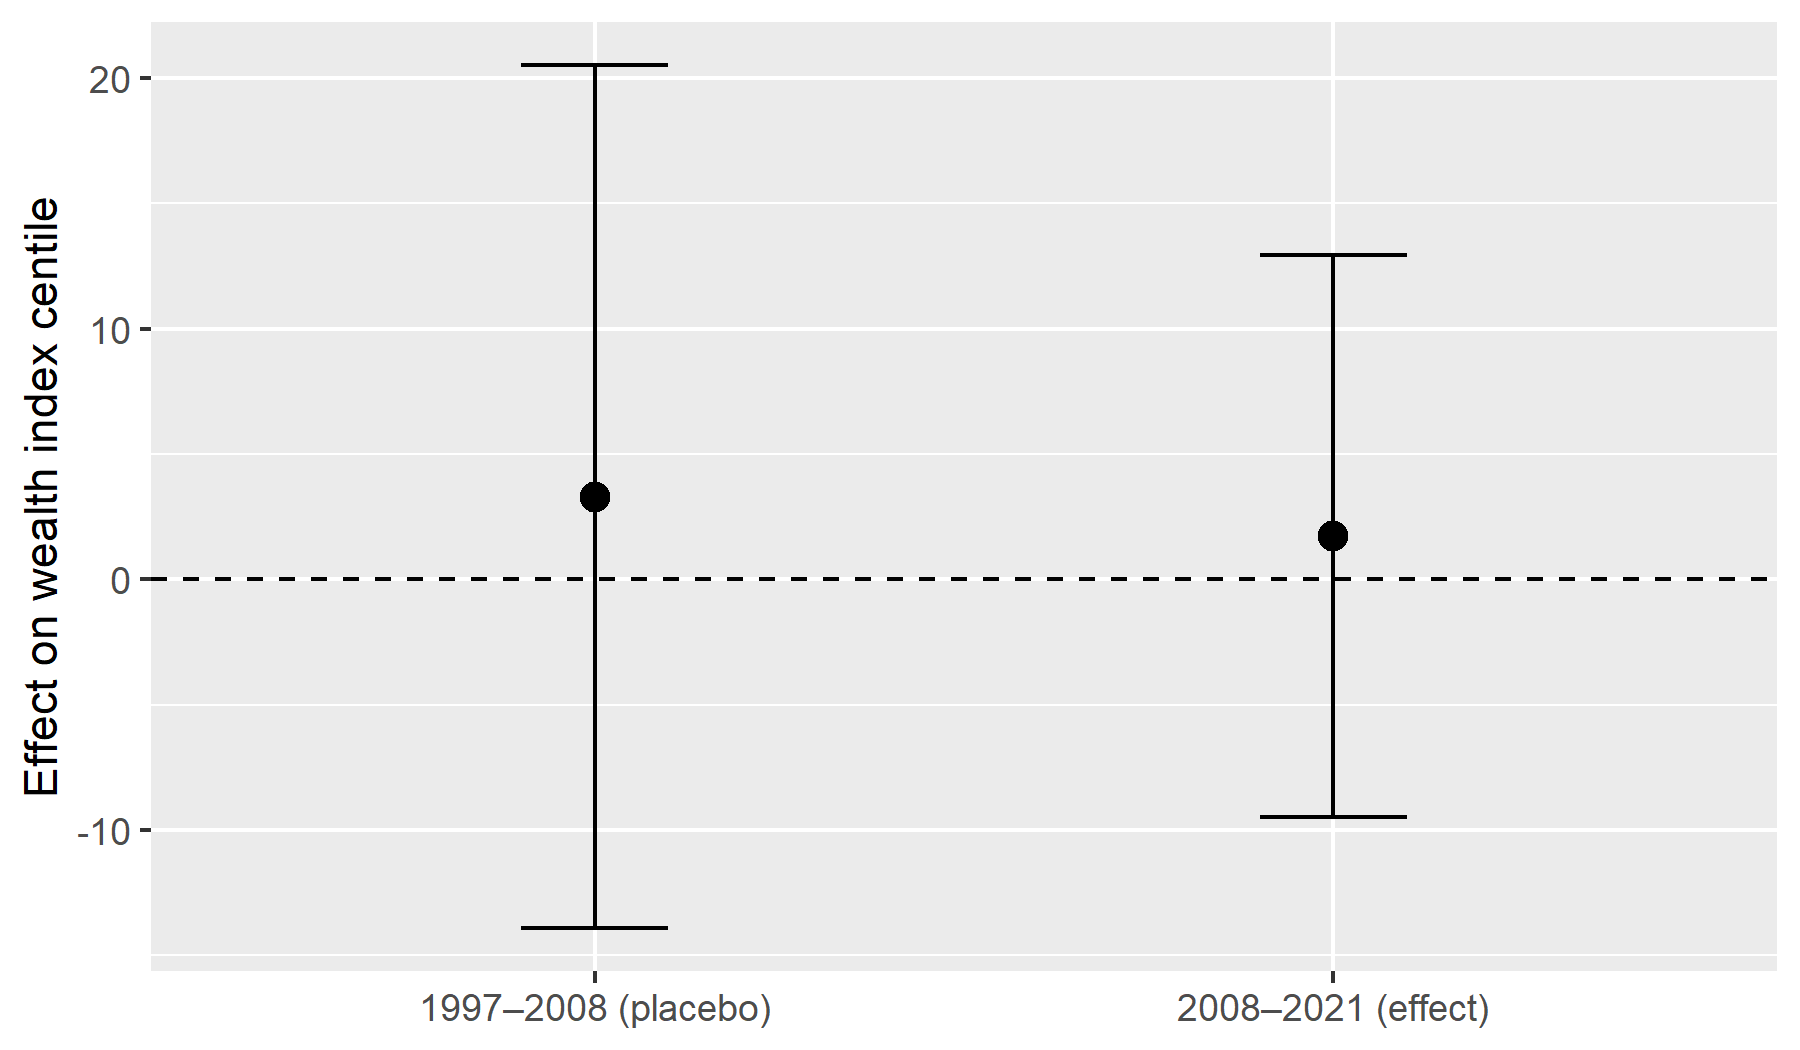 Effect on wealth index centile
20
10
0
-10
1997–2008 (placebo)
2008–2021 (effect)